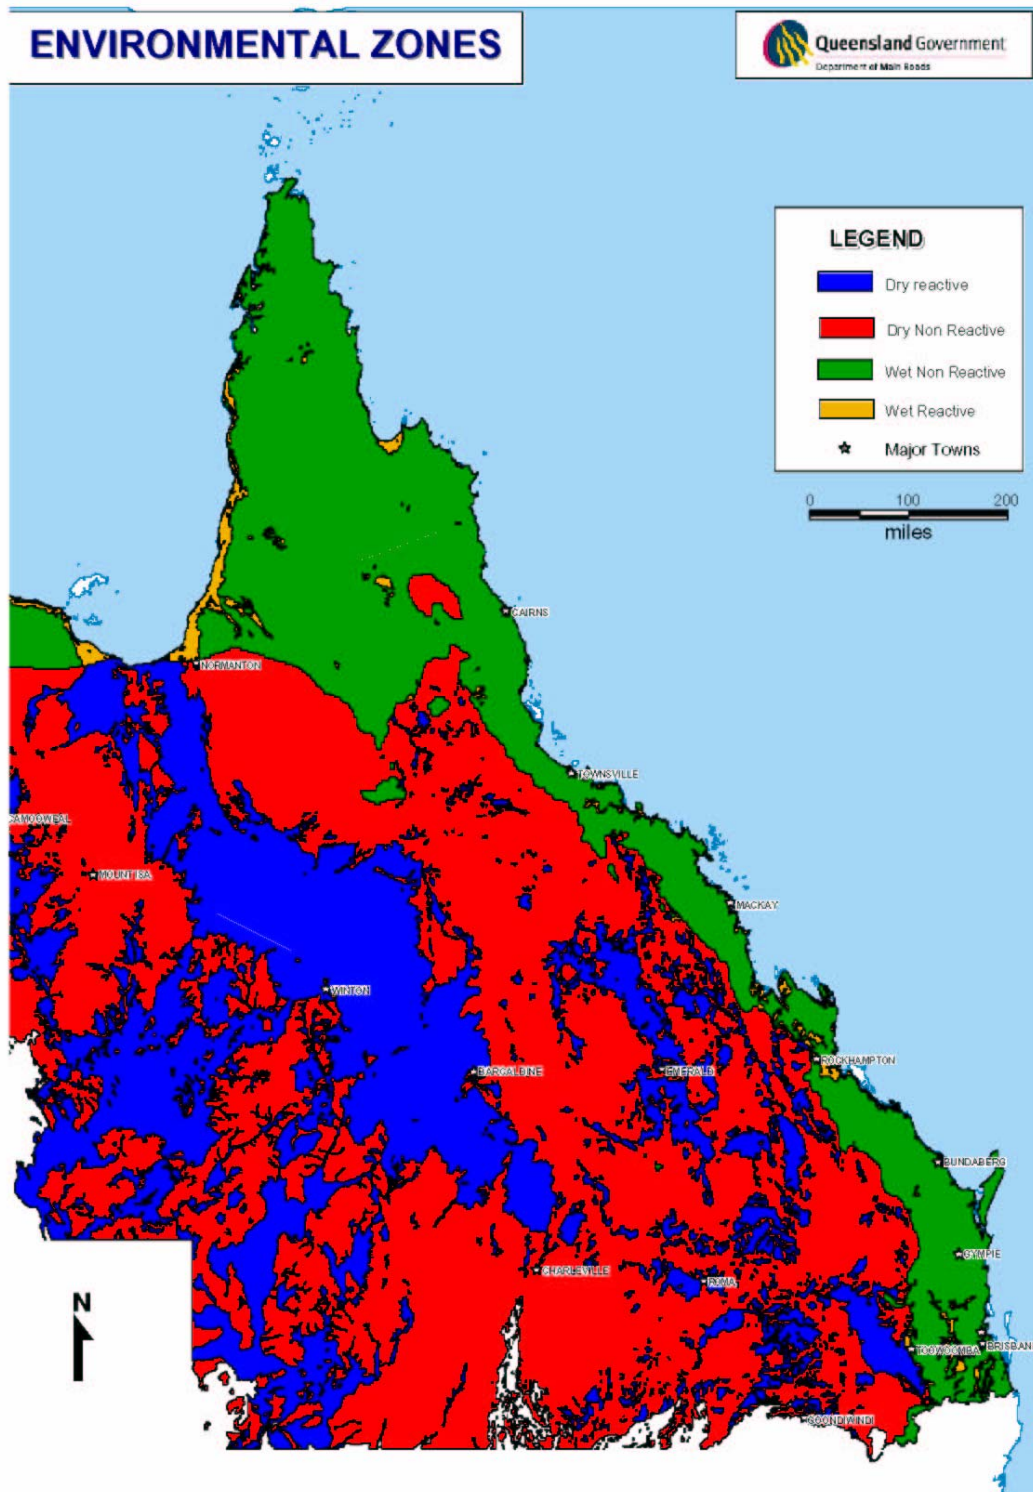 ENVIRONMENTAL ZONES
Queensland Government
Department of Main Roads
LEGEND
Dry reactive
Dry Non Reactive
Wet Non Reactive
Wet Reactive
Major Towns
0 100 200
miles
CAIRNS
NORMANTON
TOWNSVILLE
CAMOOWEAL
MOUNT ISA
MACKAY
WINTON
ROCKHAMPTON
BARCALDINE
EMERALD
BUNDABERG
GYMPIE
CHARLEVILLE
ROMA
N
TOOWOOMBA
BRISBAN
GOONDIWINDI